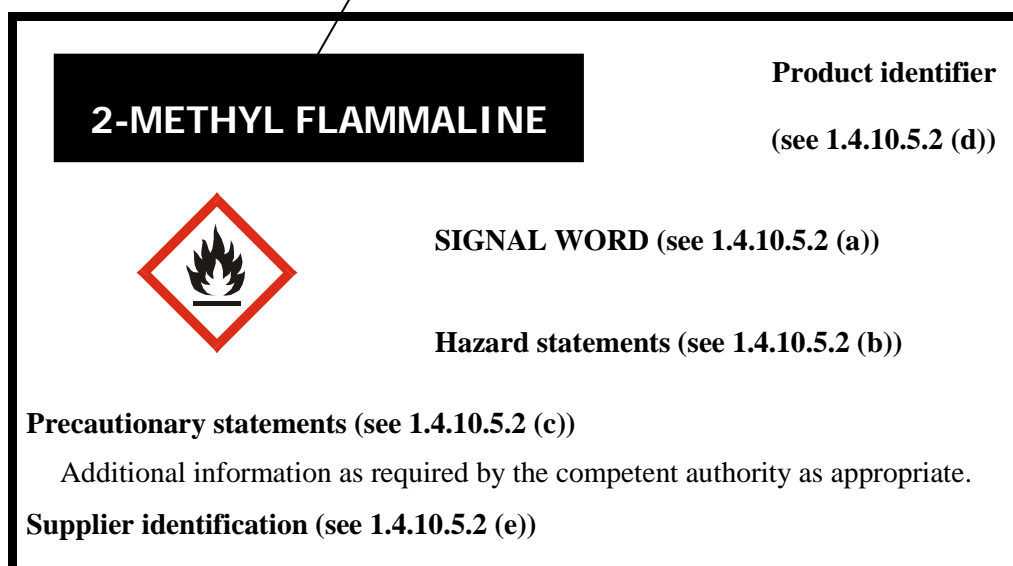 2-METHYL FLAMMALINE
Product identifier
(see 1.4.10.5.2 (d))
SIGNAL WORD (see 1.4.10.5.2 (a))
Hazard statements (see 1.4.10.5.2 (b))
Precautionary statements (see 1.4.10.5.2 (c))
Additional information as required by the competent authority as appropriate.
Supplier identification (see 1.4.10.5.2 (e))